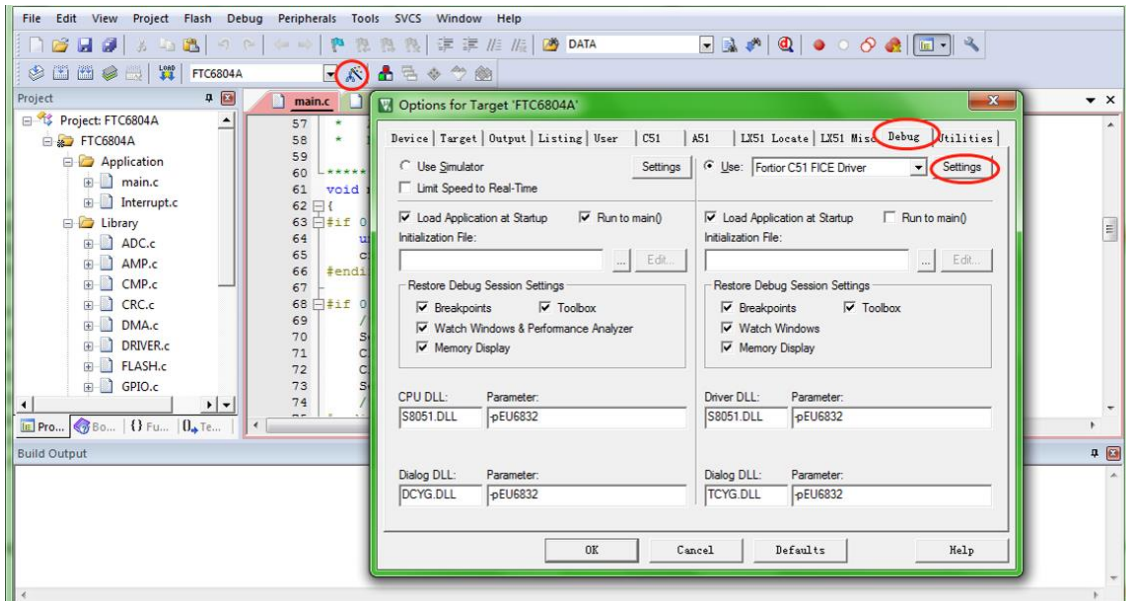 File Edit View Project Flash Debug Peripherals Tools SVCS Window Help
DATA
LOAD FTC6804A
Project
Project: FTC6804A
FTC6804A
Application
main.c
Interrupt.c
Library
ADC.c
AMP.c
CMP.c
CRC.c
DMA.c
DRIVER.c
FLASH.c
GPIO.c
Pro... Bo... {} Fu... Te...
main.c
57 *
58 *
59
60 *****
61 void
62 {
63 #if 0
64
65
66 #endi
67
68 #if 0
69 /
70 S
71 C
72 C
73 S
74 /
Options for Target 'FTC6804A'
Device Target Output Listing User C51 A51 LX51 Locate LX51 Misc Debug Utilities
Use Simulator Settings
Limit Speed to Real-Time
Load Application at Startup Run to main()
Initialization File:
... Edit...
Restore Debug Session Settings
Breakpoints Toolbox
Watch Windows & Performance Analyzer
Memory Display
CPU DLL: Parameter:
S8051.DLL -pEU6832
Dialog DLL: Parameter:
DCYG.DLL -pEU6832
Use: Fortior C51 FICE Driver Settings
Load Application at Startup Run to main()
Initialization File:
... Edit...
Restore Debug Session Settings
Breakpoints Toolbox
Watch Windows
Memory Display
Driver DLL: Parameter:
S8051.DLL -pEU6832
Dialog DLL: Parameter:
TCYG.DLL -pEU6832
OK Cancel Defaults Help
Build Output